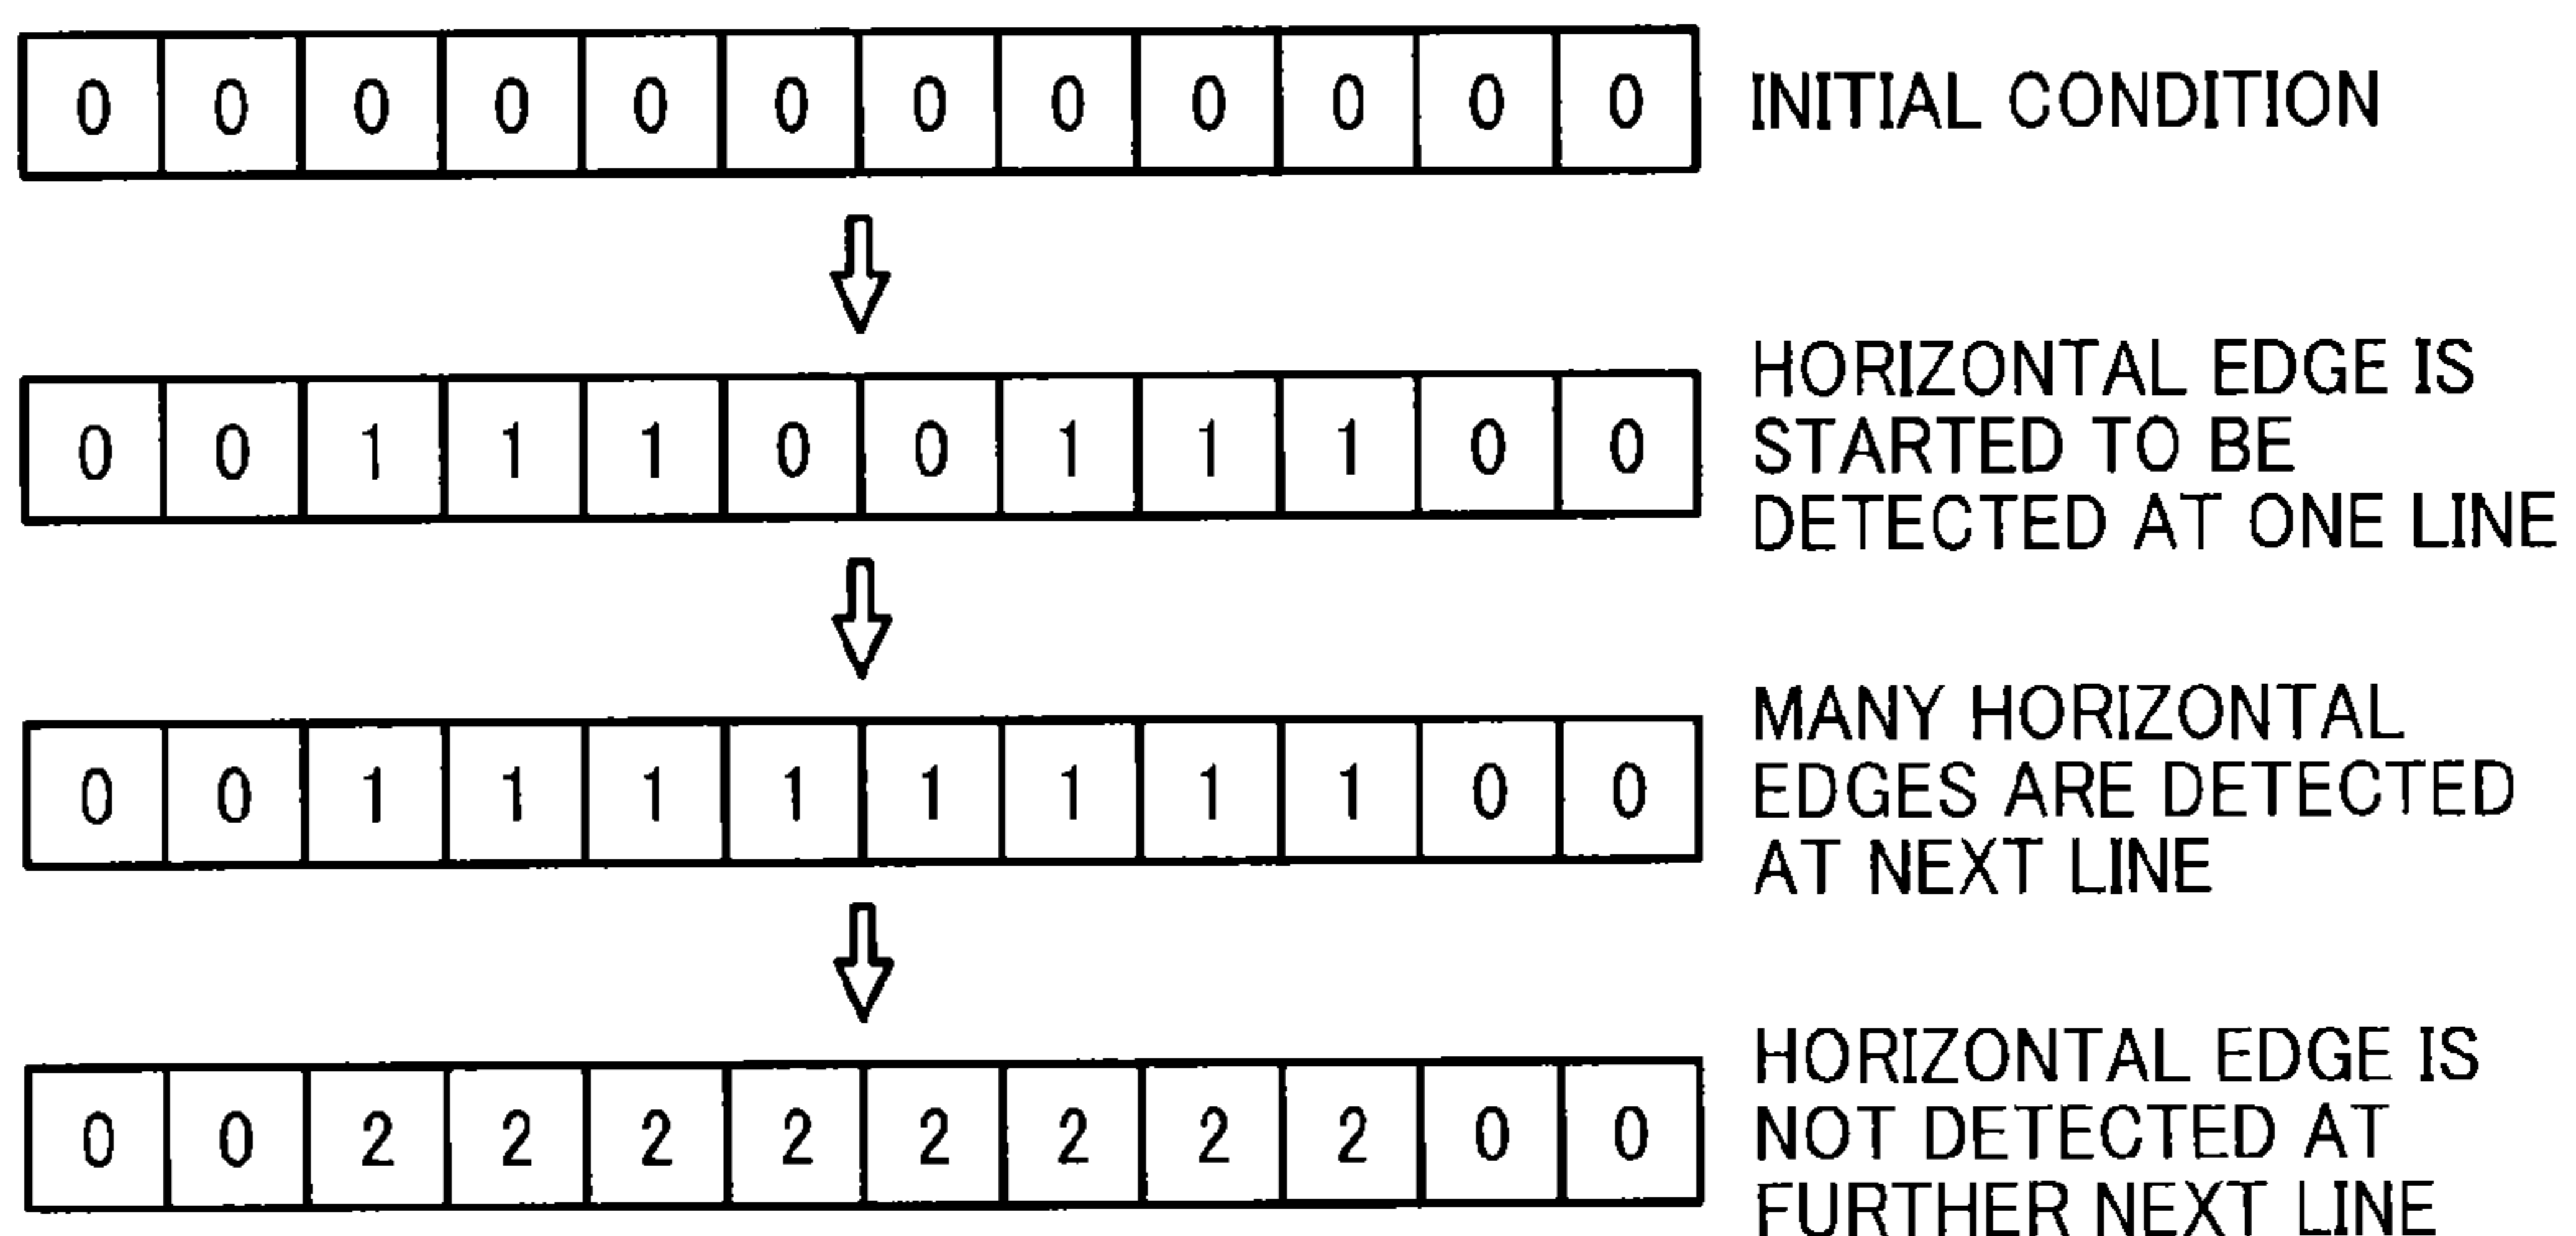 0 0 0 0 0 0 0 0 0 0 0 0 INITIAL CONDITION
0 0 1 1 1 0 0 1 1 1 0 0
HORIZONTAL EDGE IS
STARTED TO BE
DETECTED AT ONE LINE
0 0 1 1 1 1 1 1 1 1 0 0
MANY HORIZONTAL
EDGES ARE DETECTED
AT NEXT LINE
0 0 2 2 2 2 2 2 2 2 0 0
HORIZONTAL EDGE IS
NOT DETECTED AT
FURTHER NEXT LINE